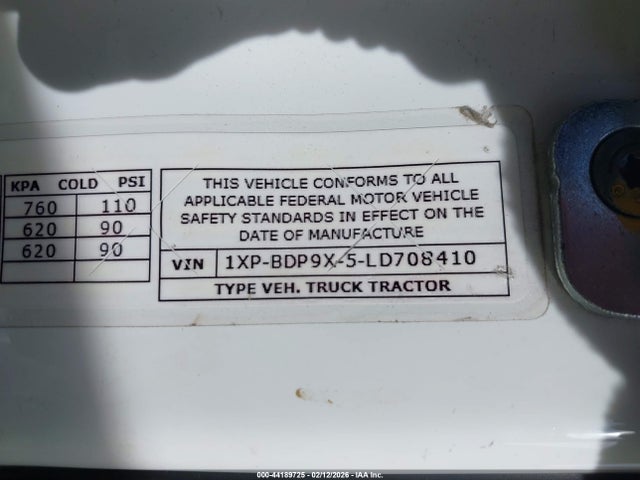 KPA COLD PSI
760 110
620 90
620 90
THIS VEHICLE CONFORMS TO ALL
APPLICABLE FEDERAL MOTOR VEHICLE
SAFETY STANDARDS IN EFFECT ON THE
DATE OF MANUFACTURE
VIN 1XP-BDP9X-5-LD708410
TYPE VEH. TRUCK TRACTOR
000-44189725 - 02/12/2026 - IAA Inc.